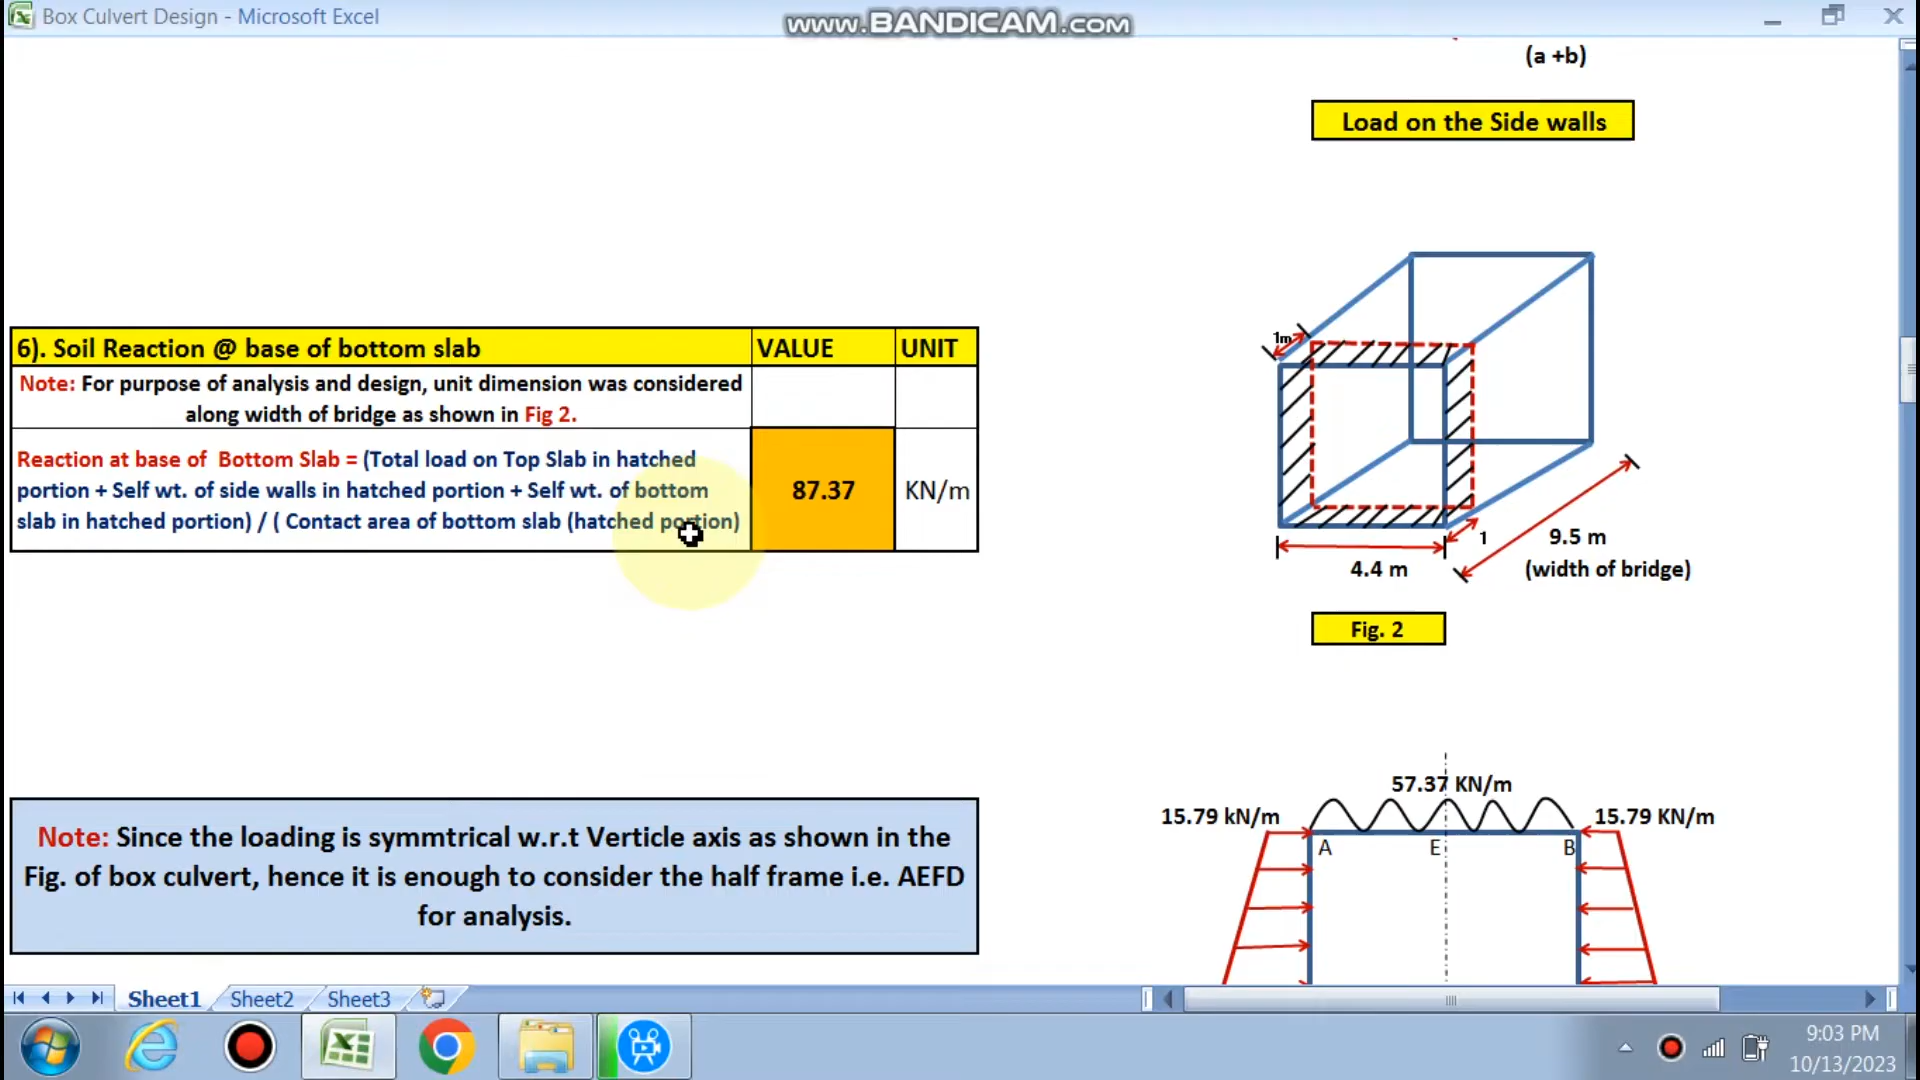 Box Culvert Design - Microsoft Excel
www.BANDICAM.com
(a +b)
Load on the Side walls
1m
6). Soil Reaction @ base of bottom slab
VALUE
UNIT
Note: For purpose of analysis and design, unit dimension was considered
along width of bridge as shown in Fig 2.
Reaction at base of Bottom Slab = (Total load on Top Slab in hatched
portion + Self wt. of side walls in hatched portion + Self wt. of bottom
slab in hatched portion) / ( Contact area of bottom slab (hatched portion)
87.37
KN/m
1
9.5 m
(width of bridge)
4.4 m
Fig. 2
57.37 KN/m
15.79 kN/m
15.79 KN/m
A
E
B
Note: Since the loading is symmtrical w.r.t Verticle axis as shown in the
Fig. of box culvert, hence it is enough to consider the half frame i.e. AEFD
for analysis.
Sheet1
Sheet2
Sheet3
9:03 PM
10/13/2023